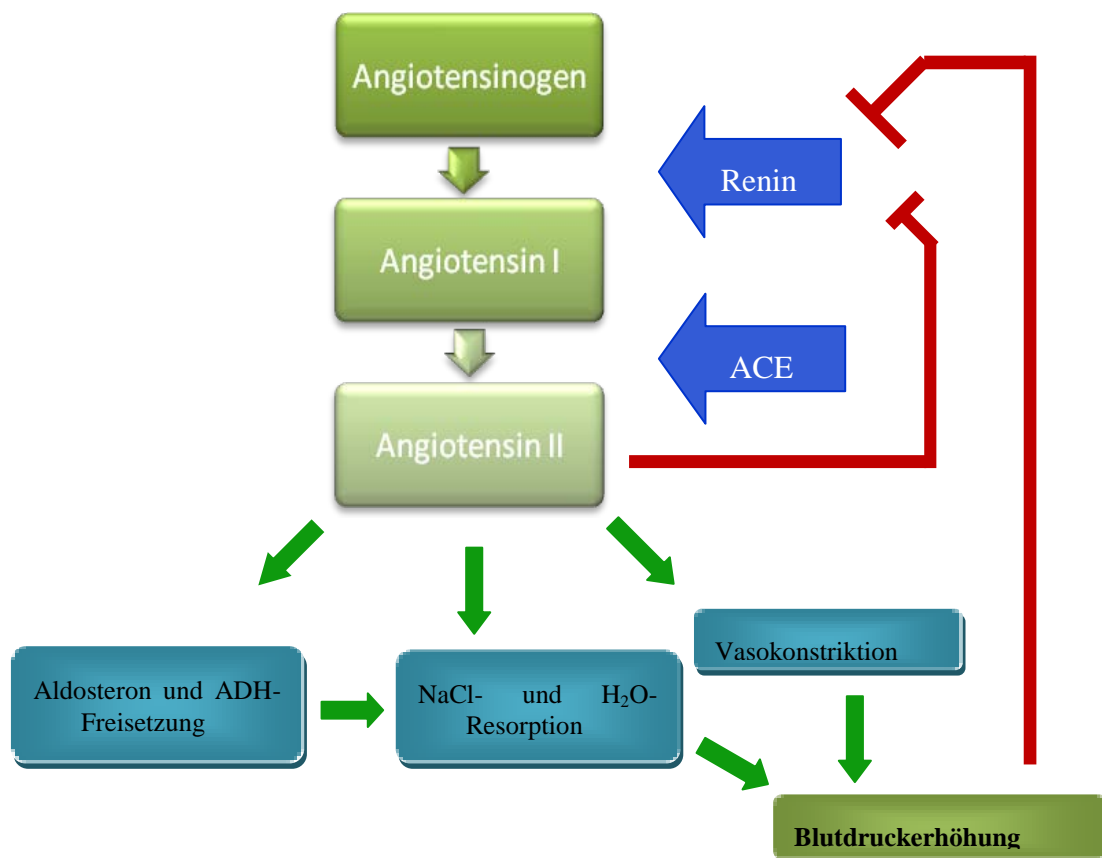 Angiotensinogen
Renin
Angiotensin I
ACE
Angiotensin II
Vasokonstriktion
Aldosteron und ADH-
Freisetzung
NaCl- und H₂O-
Resorption
Blutdruckerhöhung